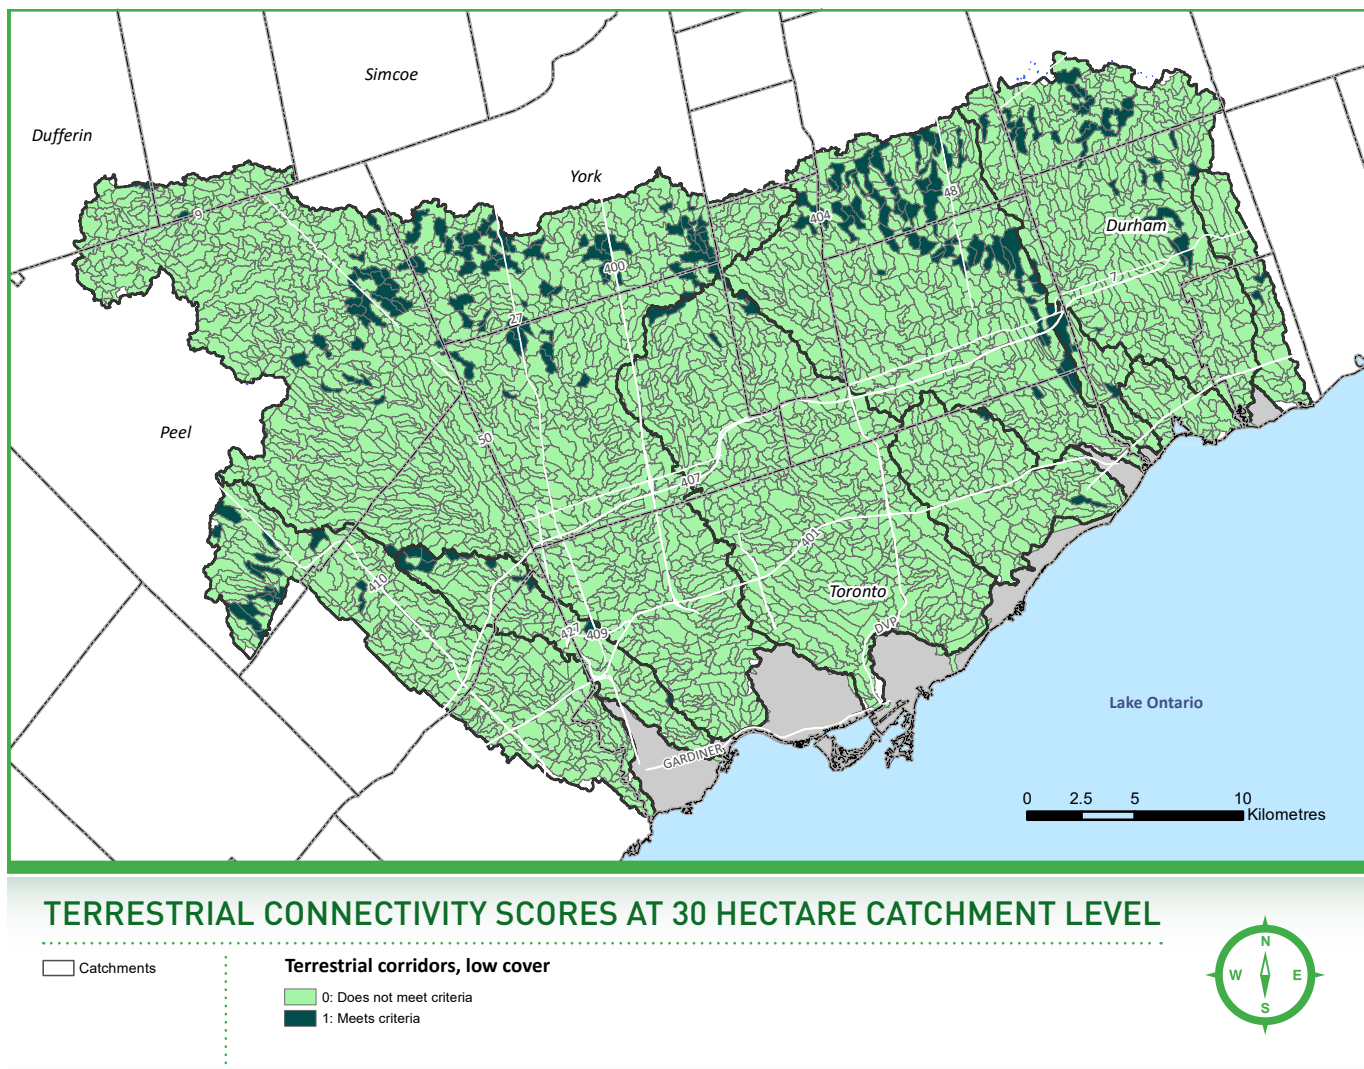 Simcoe
Dufferin
York
9
48
404
Durham
400
7
27
Peel
50
407
401
410
Toronto
427
409
DVP
Lake Ontario
GARDINER
0 2.5 5 10
Kilometres
TERRESTRIAL CONNECTIVITY SCORES AT 30 HECTARE CATCHMENT LEVEL
Catchments
Terrestrial corridors, low cover
0: Does not meet criteria
1: Meets criteria
N
W E
S